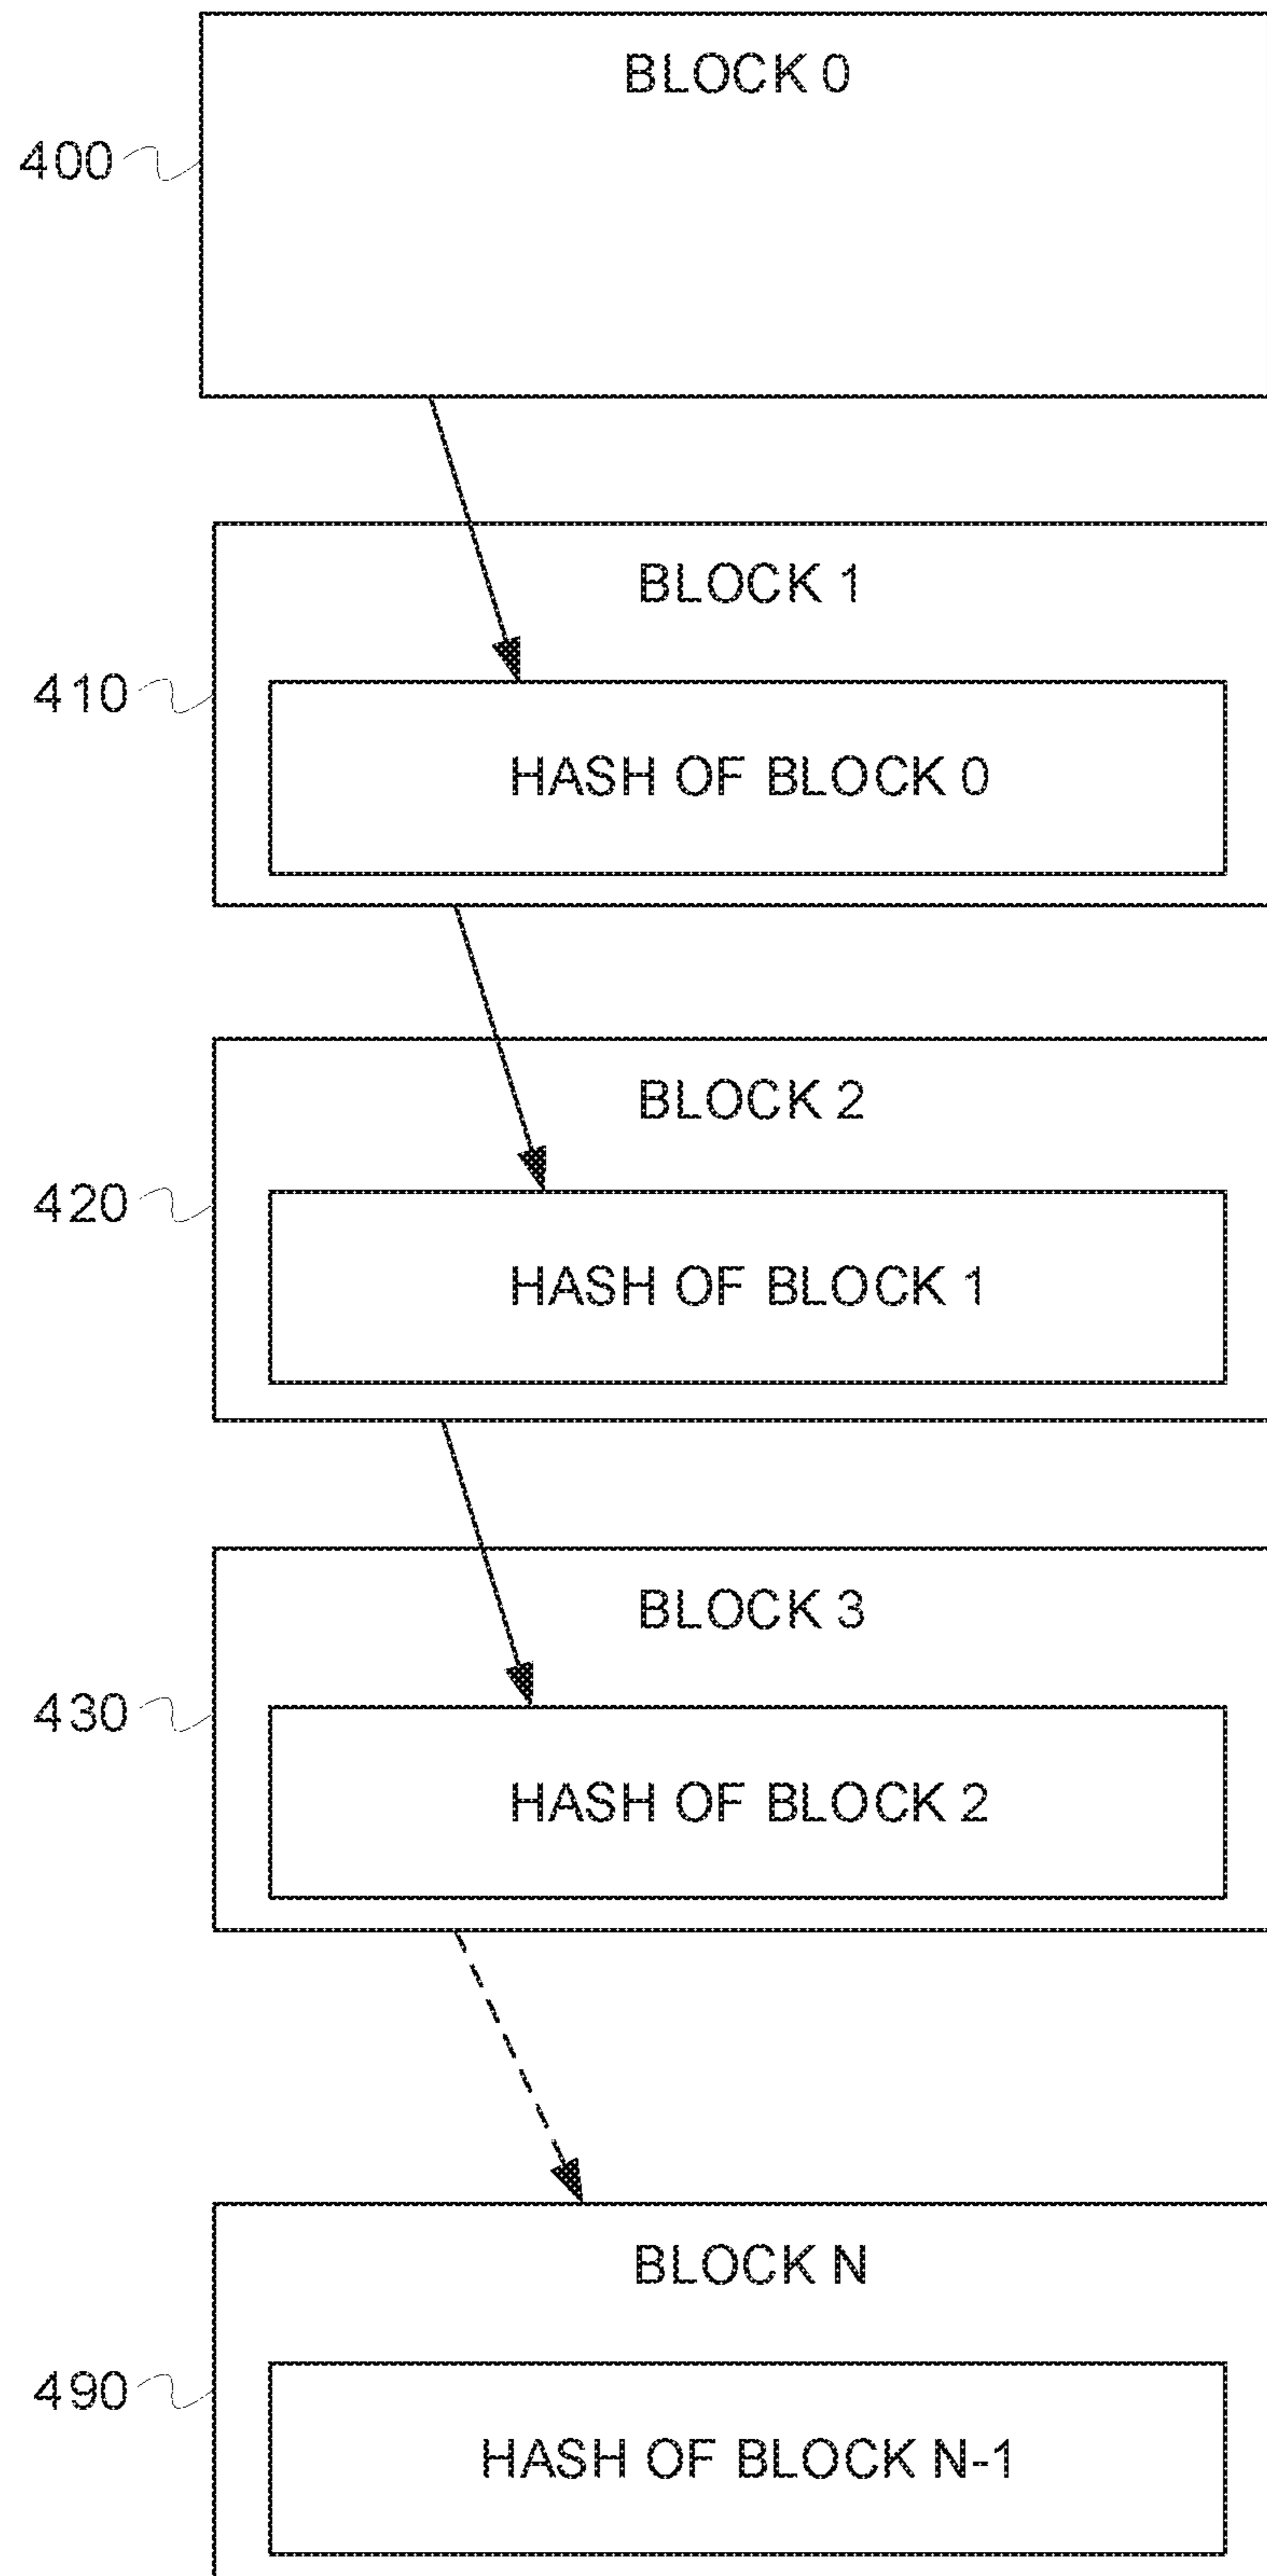 BLOCK 0
400
BLOCK 1
410
HASH OF BLOCK 0
BLOCK 2
420
HASH OF BLOCK 1
BLOCK 3
430
HASH OF BLOCK 2
BLOCK N
490
HASH OF BLOCK N-1